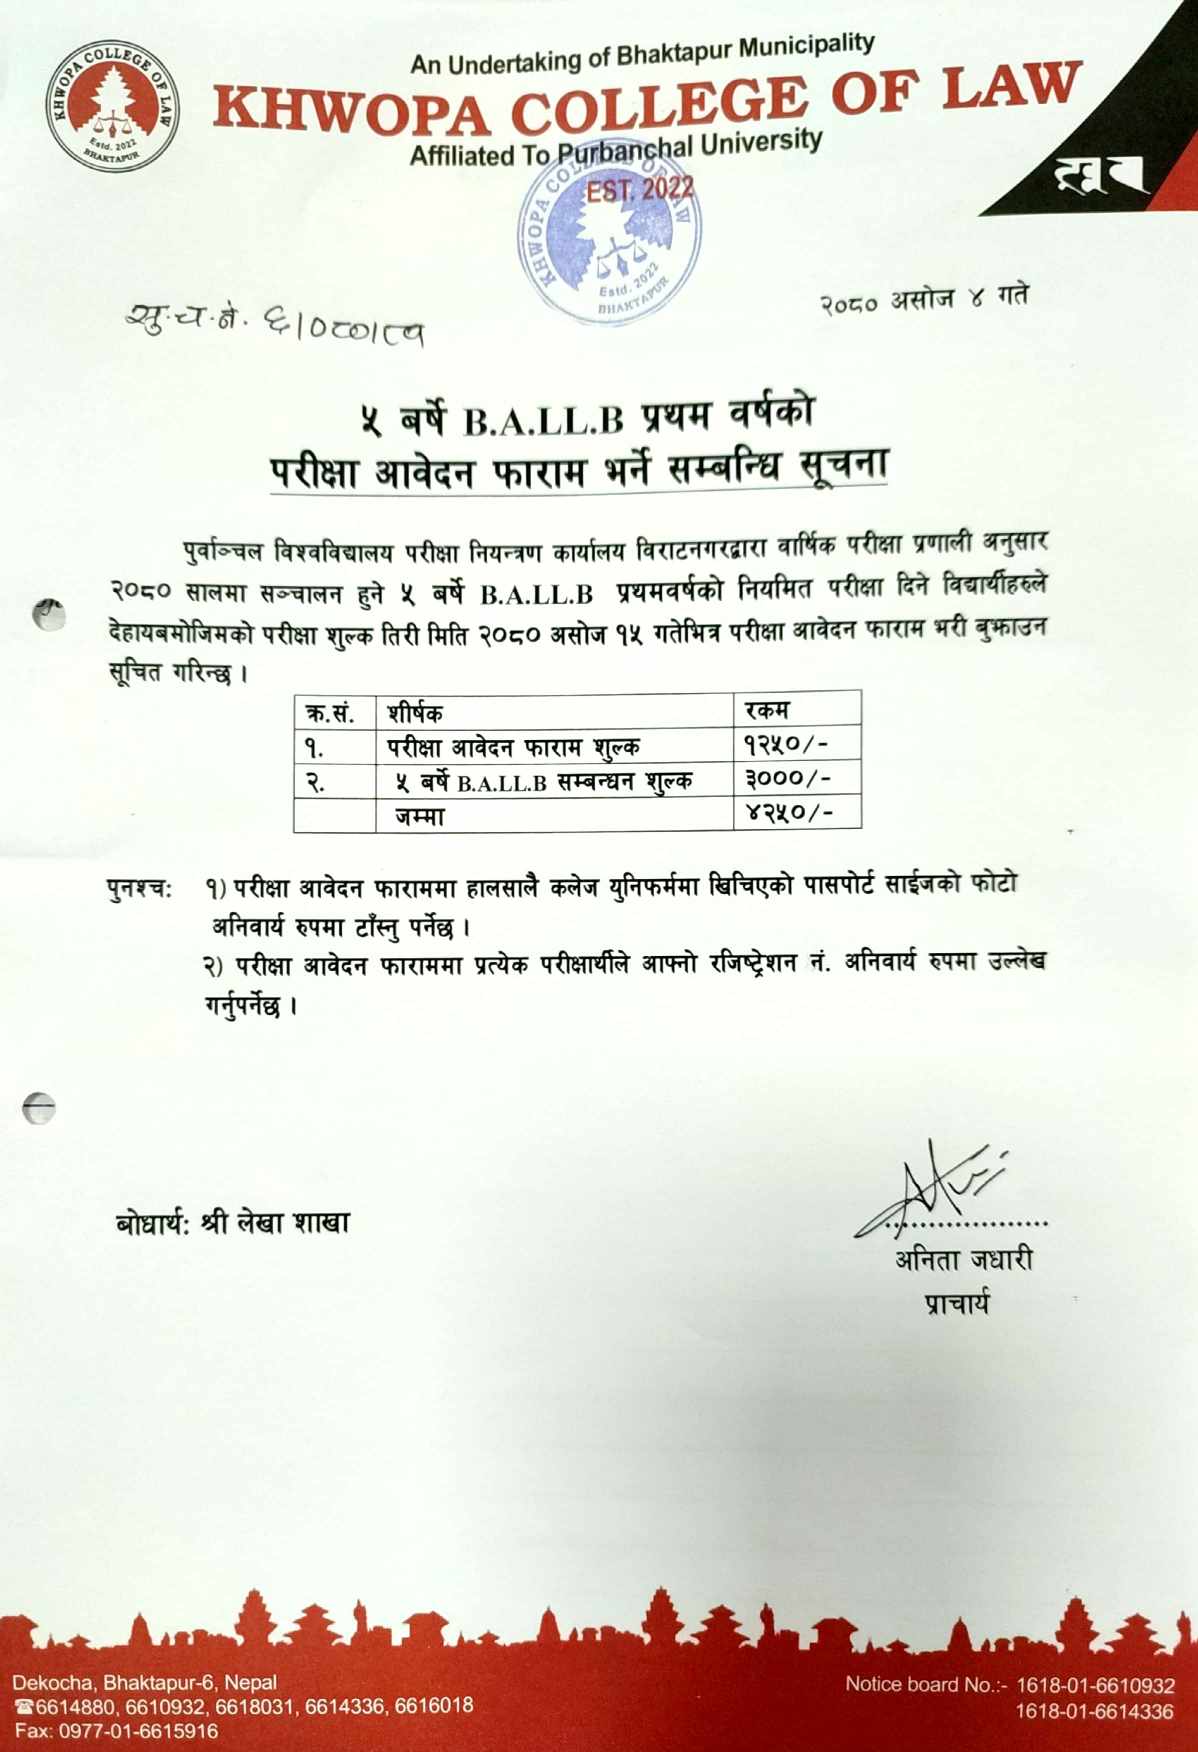 An Undertaking of Bhaktapur Municipality
KHWOPA COLLEGE OF LAW
Affiliated To Purbanchal University
EST. 2022
KHWOPA COLLEGE OF LAW
Estd. 2022
BHAKTAPUR
KHWOPA COLLEGE OF LAW
Estd. 2022
BHAKTAPUR
२०८० असोज ४ गते
सु.च.नं. ६।०८०।८१
५ बर्षे B.A.LL.B प्रथम वर्षको
परीक्षा आवेदन फाराम भर्ने सम्बन्धि सूचना
पुर्वाञ्चल विश्वविद्यालय परीक्षा नियन्त्रण कार्यालय विराटनगरद्वारा वार्षिक परीक्षा प्रणाली अनुसार
२०८० सालमा सञ्चालन हुने ५ बर्षे B.A.LL.B प्रथमवर्षको नियमित परीक्षा दिने विद्यार्थीहरुले
देहायबमोजिमको परीक्षा शुल्क तिरी मिति २०८० असोज १५ गतेभित्र परीक्षा आवेदन फाराम भरी बुझाउन
सूचित गरिन्छ ।
क्र.सं. शीर्षक रकम
१. परीक्षा आवेदन फाराम शुल्क १२५०/-
२. ५ बर्षे B.A.LL.B सम्बन्धन शुल्क ३०००/-
जम्मा ४२५०/-
पुनश्च: १) परीक्षा आवेदन फाराममा हालसालै कलेज युनिफर्ममा खिचिएको पासपोर्ट साईजको फोटो
अनिवार्य रुपमा टाँस्नु पर्नेछ ।
२) परीक्षा आवेदन फाराममा प्रत्येक परीक्षार्थीले आफ्नो रजिष्ट्रेशन नं. अनिवार्य रुपमा उल्लेख
गर्नुपर्नेछ ।
बोधार्थ: श्री लेखा शाखा
अनिता जधारी
प्राचार्य
Dekocha, Bhaktapur-6, Nepal
☎6614880, 6610932, 6618031, 6614336, 6616018
Fax: 0977-01-6615916
Notice board No.:- 1618-01-6610932
1618-01-6614336